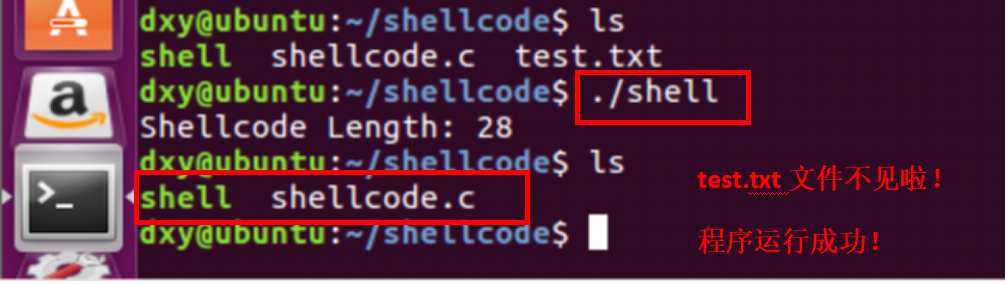 dxy@ubuntu:~/shellcode$ ls
shell shellcode.c test.txt
dxy@ubuntu:~/shellcode$ ./shell
Shellcode Length: 28
dxy@ubuntu:~/shellcode$ ls
shell shellcode.c
dxy@ubuntu:~/shellcode$
test.txt 文件不见啦！
程序运行成功！